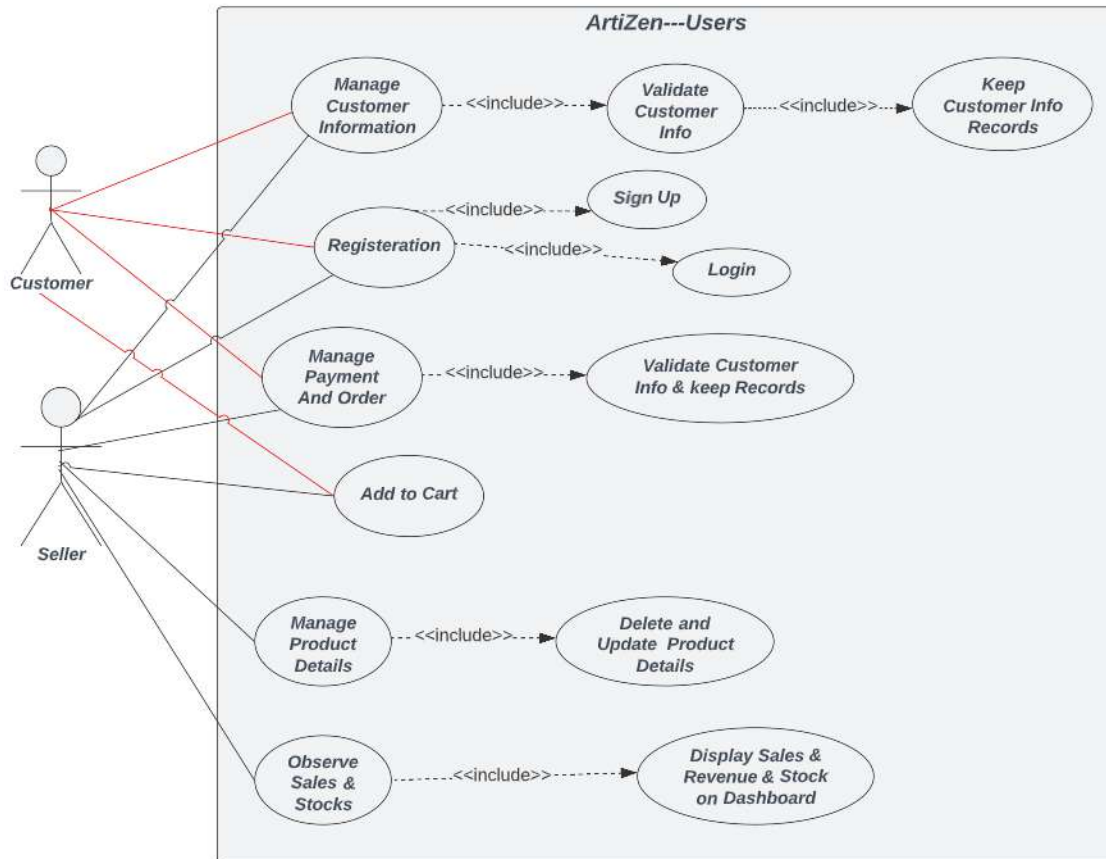 ArtiZen---Users
Manage
Customer
Information
<<include>>
Validate
Customer
Info
<<include>>
Keep
Customer Info
Records
Customer
Registeration
<<include>>
Sign Up
<<include>>
Login
Manage
Payment
And Order
<<include>>
Validate Customer
Info & keep Records
Seller
Add to Cart
Manage
Product
Details
<<include>>
Delete and
Update Product
Details
Observe
Sales &
Stocks
<<include>>
Display Sales &
Revenue & Stock
on Dashboard